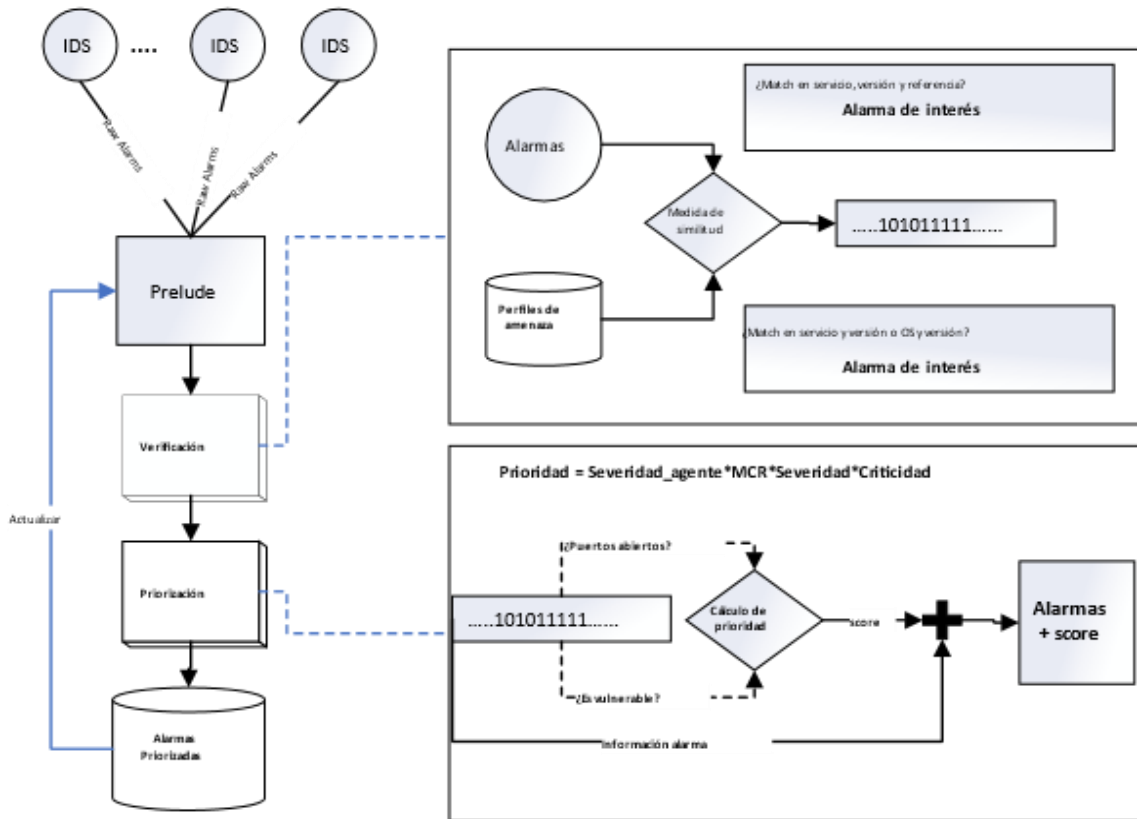 IDS
....
IDS
IDS
Raw Alarms
Raw Alarms
Raw Alarms
Prelude
Verificación
Actualizar
Priorización
Alarmas
Priorizadas
¿Match en servicio, versión y referencia?
Alarma de interés
Alarmas
Medida de
similitud
.....101011111......
Perfiles de
amenaza
¿Match en servicio y versión o OS y versión?
Alarma de interés
Prioridad = Severidad_agente*MCR*Severidad*Criticidad
¿Puertos abiertos?
.....101011111......
Cálculo de
prioridad
score
Alarmas
+ score
¿Es vulnerable?
Información alarma